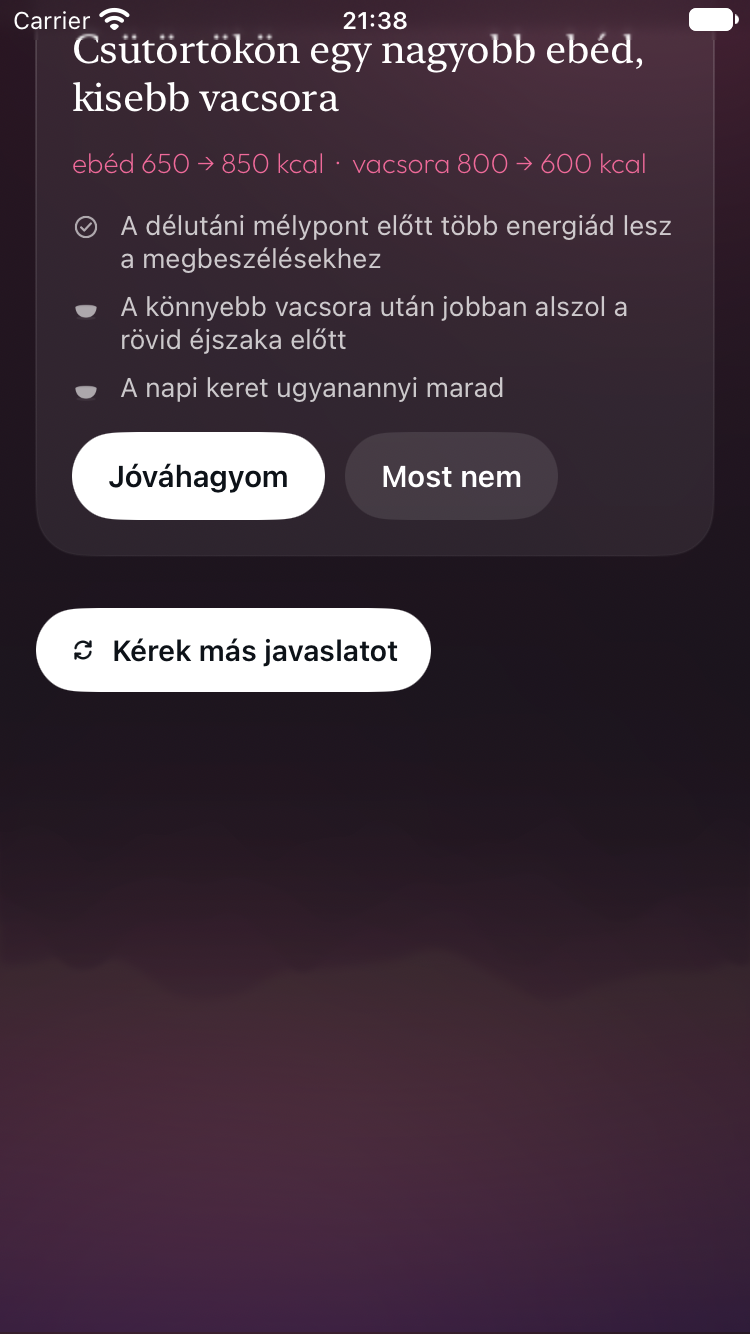 Carrier
21:38
Csütörtökön egy nagyobb ebéd,
kisebb vacsora
ebéd 650 → 850 kcal · vacsora 800 → 600 kcal
A délutáni mélypont előtt több energiád lesz
a megbeszélésekhez
A könnyebb vacsora után jobban alszol a
rövid éjszaka előtt
A napi keret ugyanannyi marad
Jóváhagyom
Most nem
Kérek más javaslatot